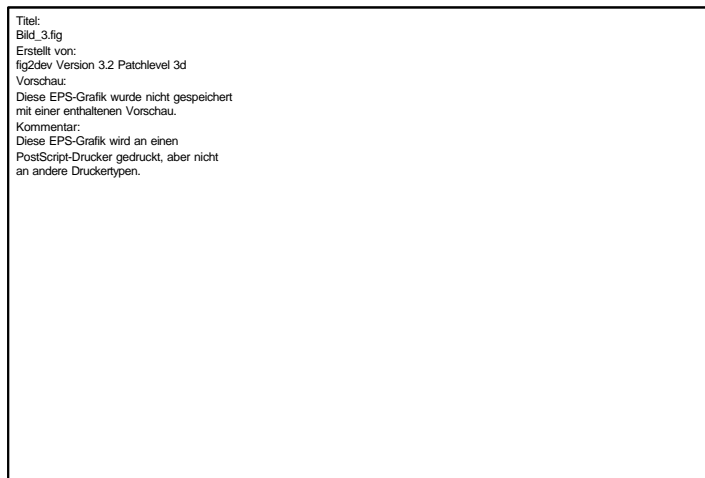 Titel:
Bild_3.fig
Erstellt von:
fig2dev Version 3.2 Patchlevel 3d
Vorschau:
Diese EPS-Grafik wurde nicht gespeichert
mit einer enthaltenen Vorschau.
Kommentar:
Diese EPS-Grafik wird an einen
PostScript-Drucker gedruckt, aber nicht
an andere Druckertypen.